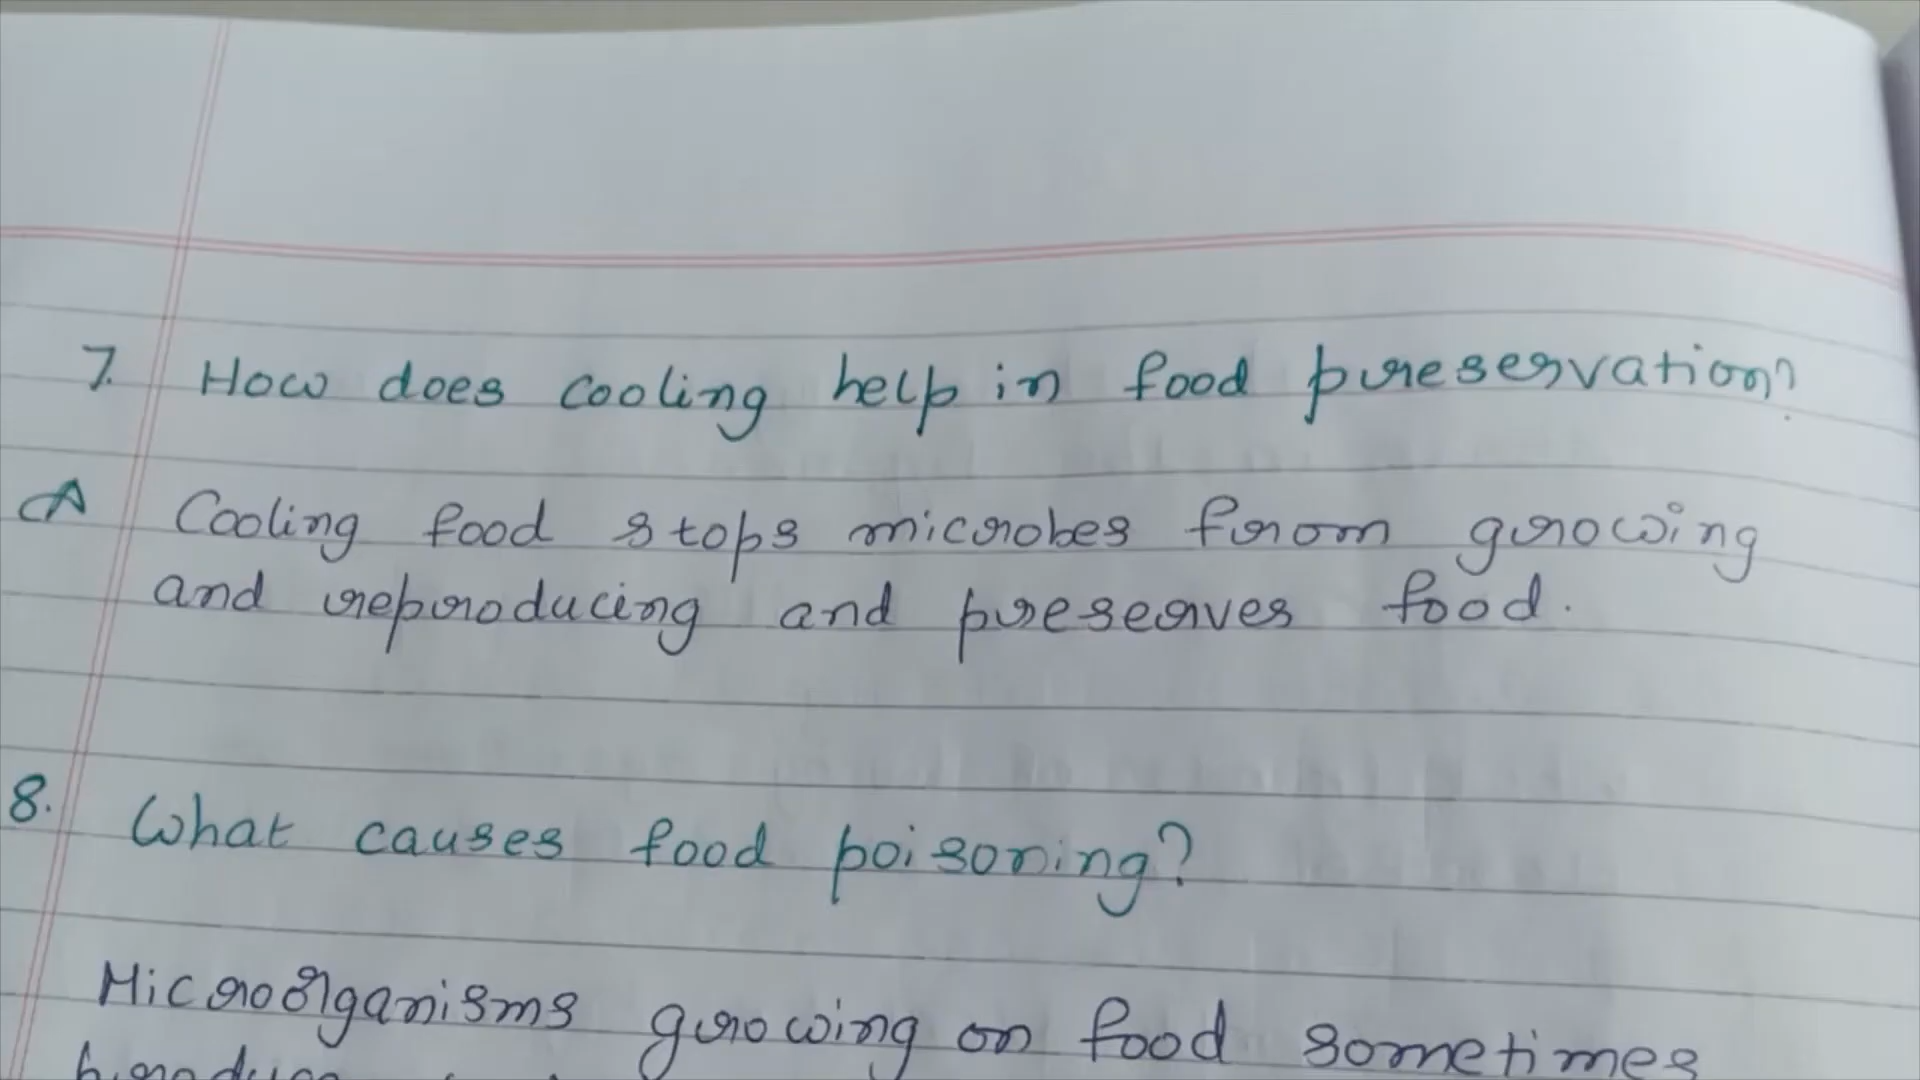 7. How does cooling help in food preservation?
A Cooling food stops microbes from growing
and reproducing and preserves food.
8. What causes food poisoning?
Microorganisms growing on food sometimes